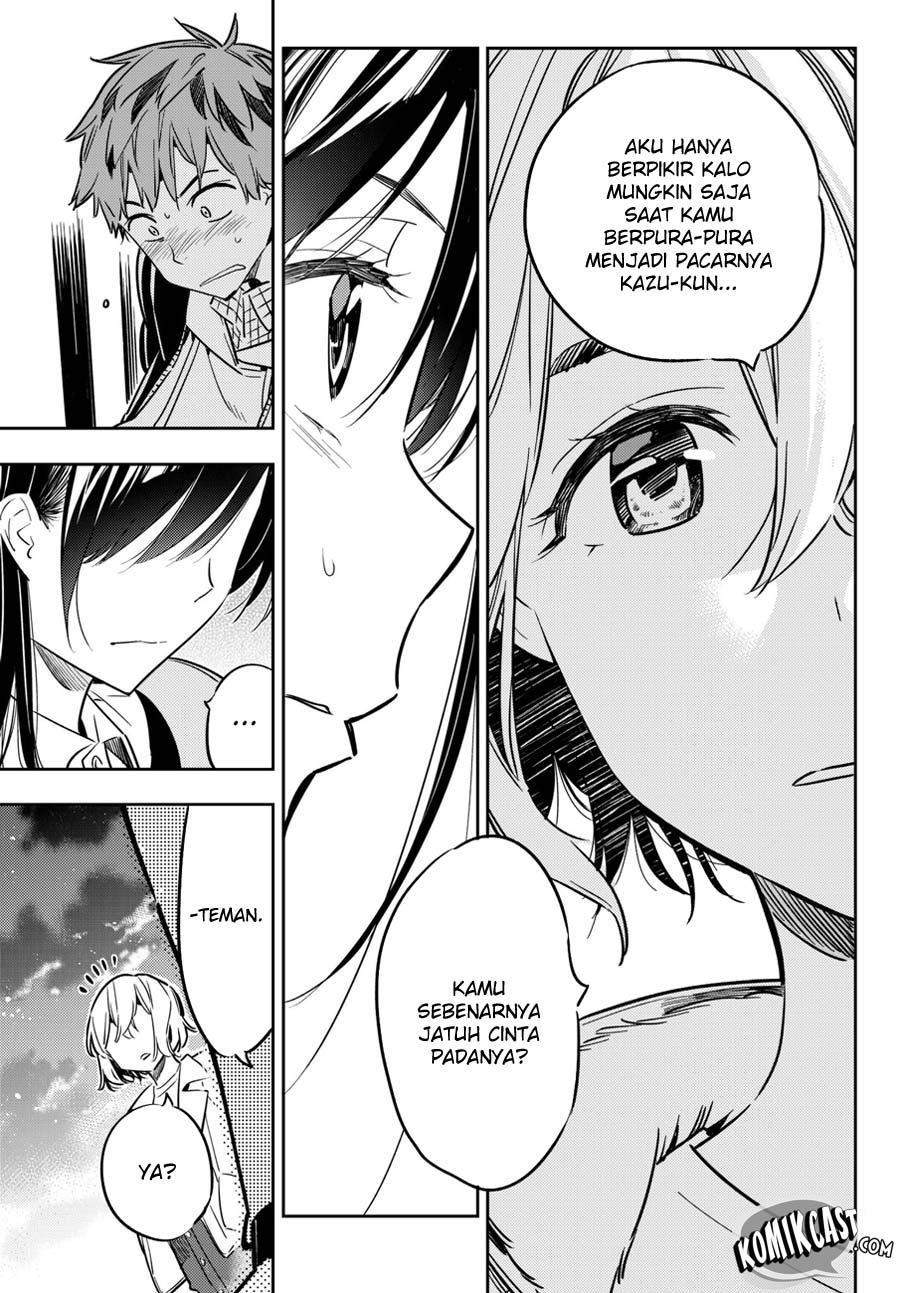 AKU HANYA
BERPIKIR KALO
MUNGKIN SAJA
SAAT KAMU
BERPURA-PURA
MENJADI PACARNYA
KAZU-KUN...
KAMU
SEBENARNYA
JATUH CINTA
PADANYA?
...
-TEMAN.
YA?
KOMIKCAST
.COM